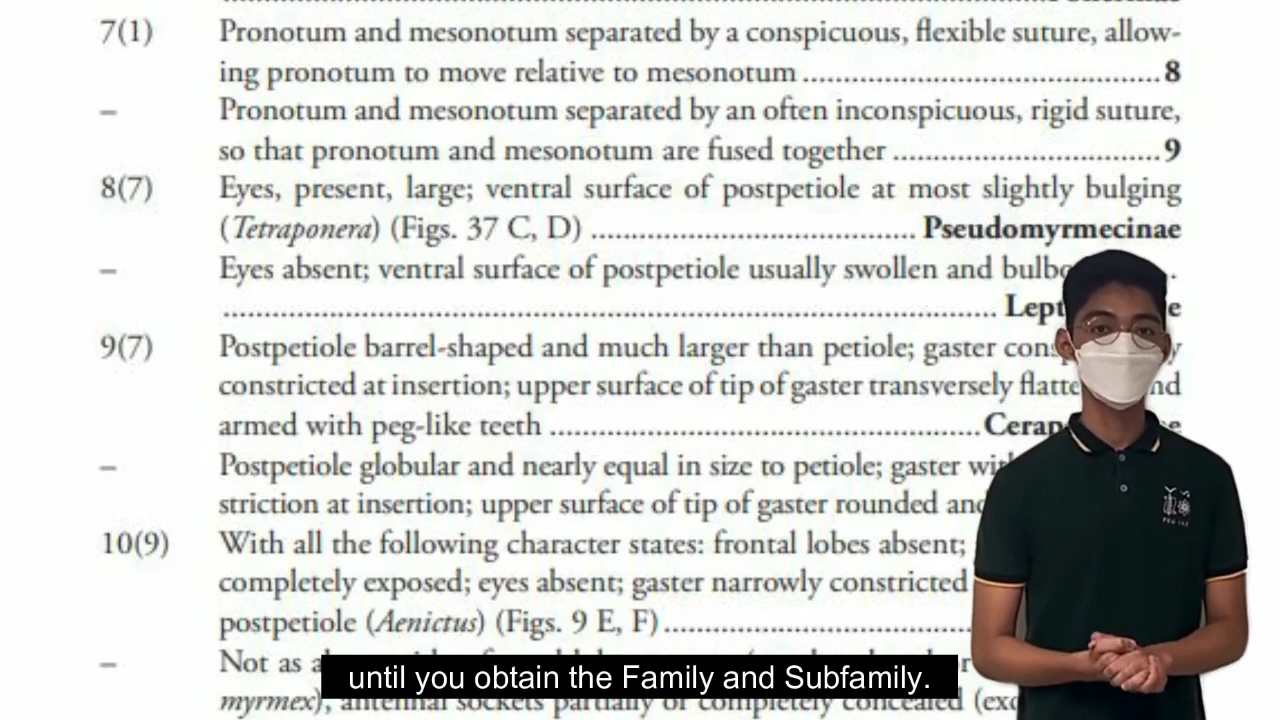 7(1) Pronotum and mesonotum separated by a conspicuous, flexible suture, allow-
ing pronotum to move relative to mesonotum ........................................ 8
– Pronotum and mesonotum separated by an often inconspicuous, rigid suture,
so that pronotum and mesonotum are fused together .............................. 9
8(7) Eyes, present, large; ventral surface of postpetiole at most slightly bulging
(Tetraponera) (Figs. 37 C, D) ..................................... Pseudomyrmecinae
– Eyes absent; ventral surface of postpetiole usually swollen and
9(7) Postpetiole barrel-shaped and much larger than petiole; gaster
constricted at insertion; upper surface of tip of gaster transversely
armed with peg-like teeth ..................................................
– Postpetiole globular and nearly equal in size to petiole; gaster
striction at insertion; upper surface of tip of gaster rounded
10(9) With all the following character states: frontal lobes absent;
completely exposed; eyes absent; gaster narrowly constricted
postpetiole (Aenictus) (Figs. 9 E, F) ...................................
– Not as
until you obtain the Family and Subfamily.
myrmex), antennal sockets partially or completely concealed